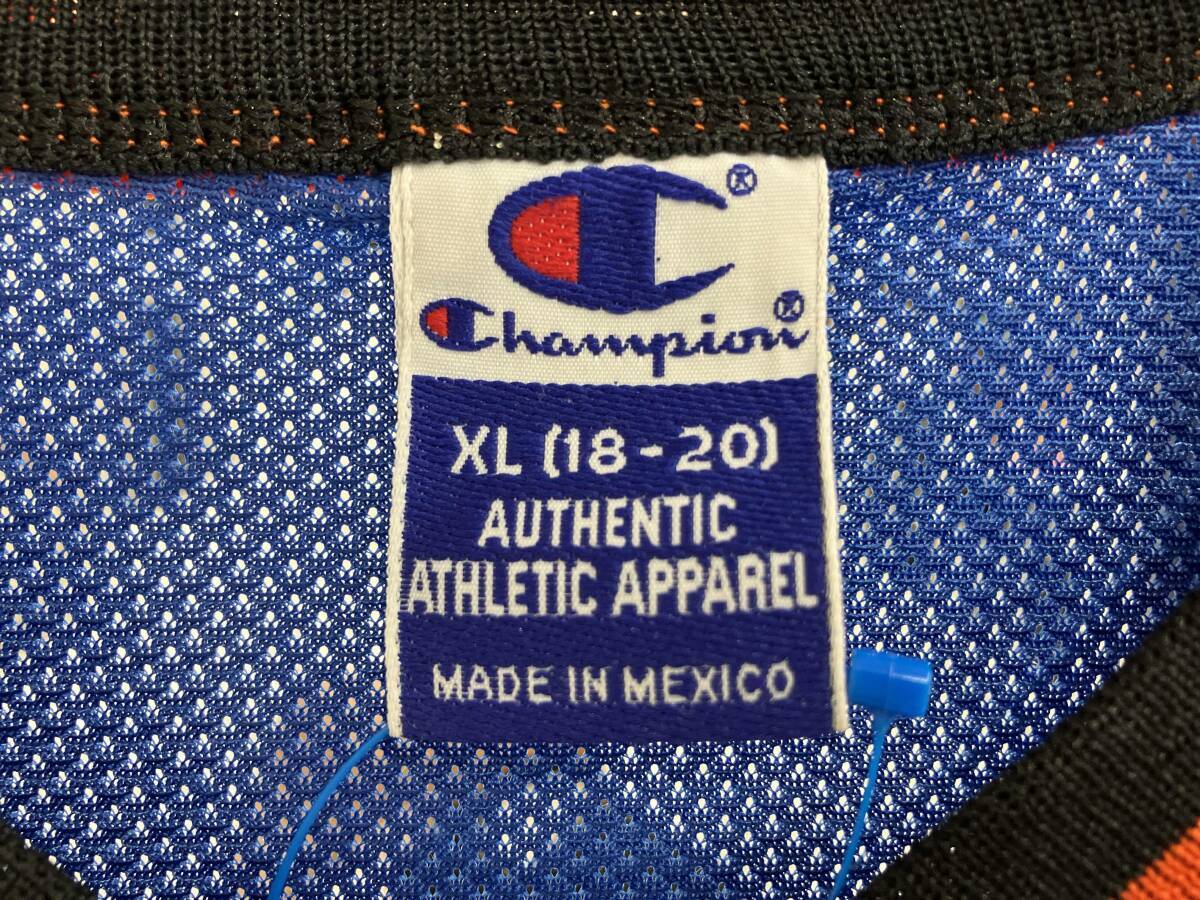 ®
Champion®
XL (18-20)
AUTHENTIC
ATHLETIC APPAREL
MADE IN MEXICO